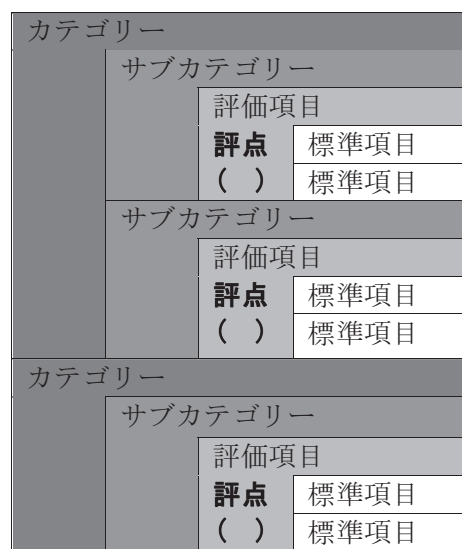 カテゴリー
サブカテゴリー
評価項目
評点 標準項目
(　) 標準項目
サブカテゴリー
評価項目
評点 標準項目
(　) 標準項目
カテゴリー
サブカテゴリー
評価項目
評点 標準項目
(　) 標準項目